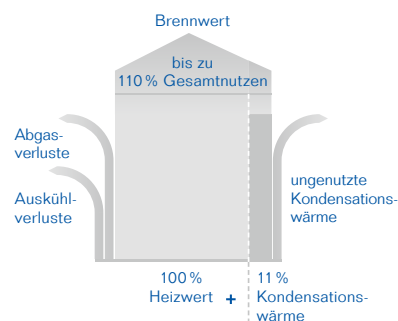 Brennwert
bis zu
110 % Gesamtnutzen
Abgas-
verluste
Auskühl-
verluste
ungenutzte
Kondensations-
wärme
100 %
Heizwert
+
11 %
Kondensations-
wärme